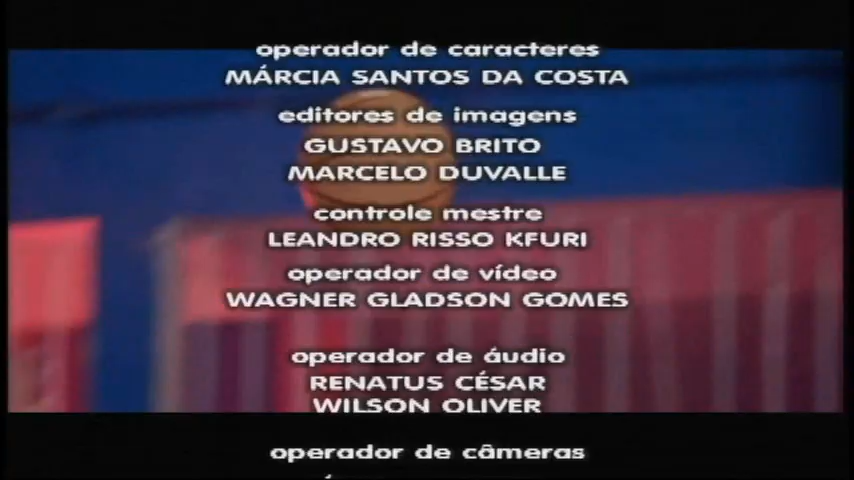 operador de caracteres
MÁRCIA SANTOS DA COSTA
editores de imagens
GUSTAVO BRITO
MARCELO DUVALLE
controle mestre
LEANDRO RISSO KFURI
operador de vídeo
WAGNER GLADSON GOMES
operador de áudio
RENATUS CÉSAR
WILSON OLIVER
operador de câmeras